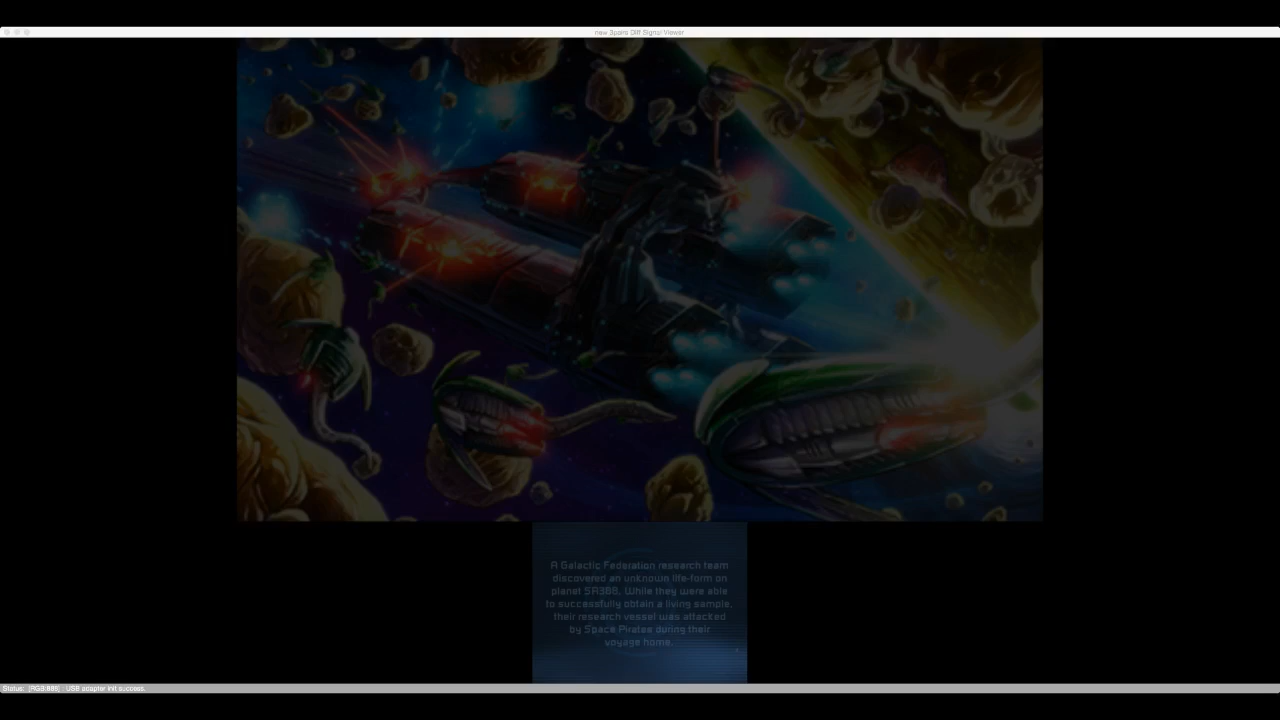 new 3pairs Diff Signal Viewer
A Galactic Federation research team
discovered an unknown life-form on
planet SR388. While they were able
to successfully obtain a living sample,
their research vessel was attacked
by Space Pirates during their
voyage home.
Status: [RGB:888] : USB adapter init success.